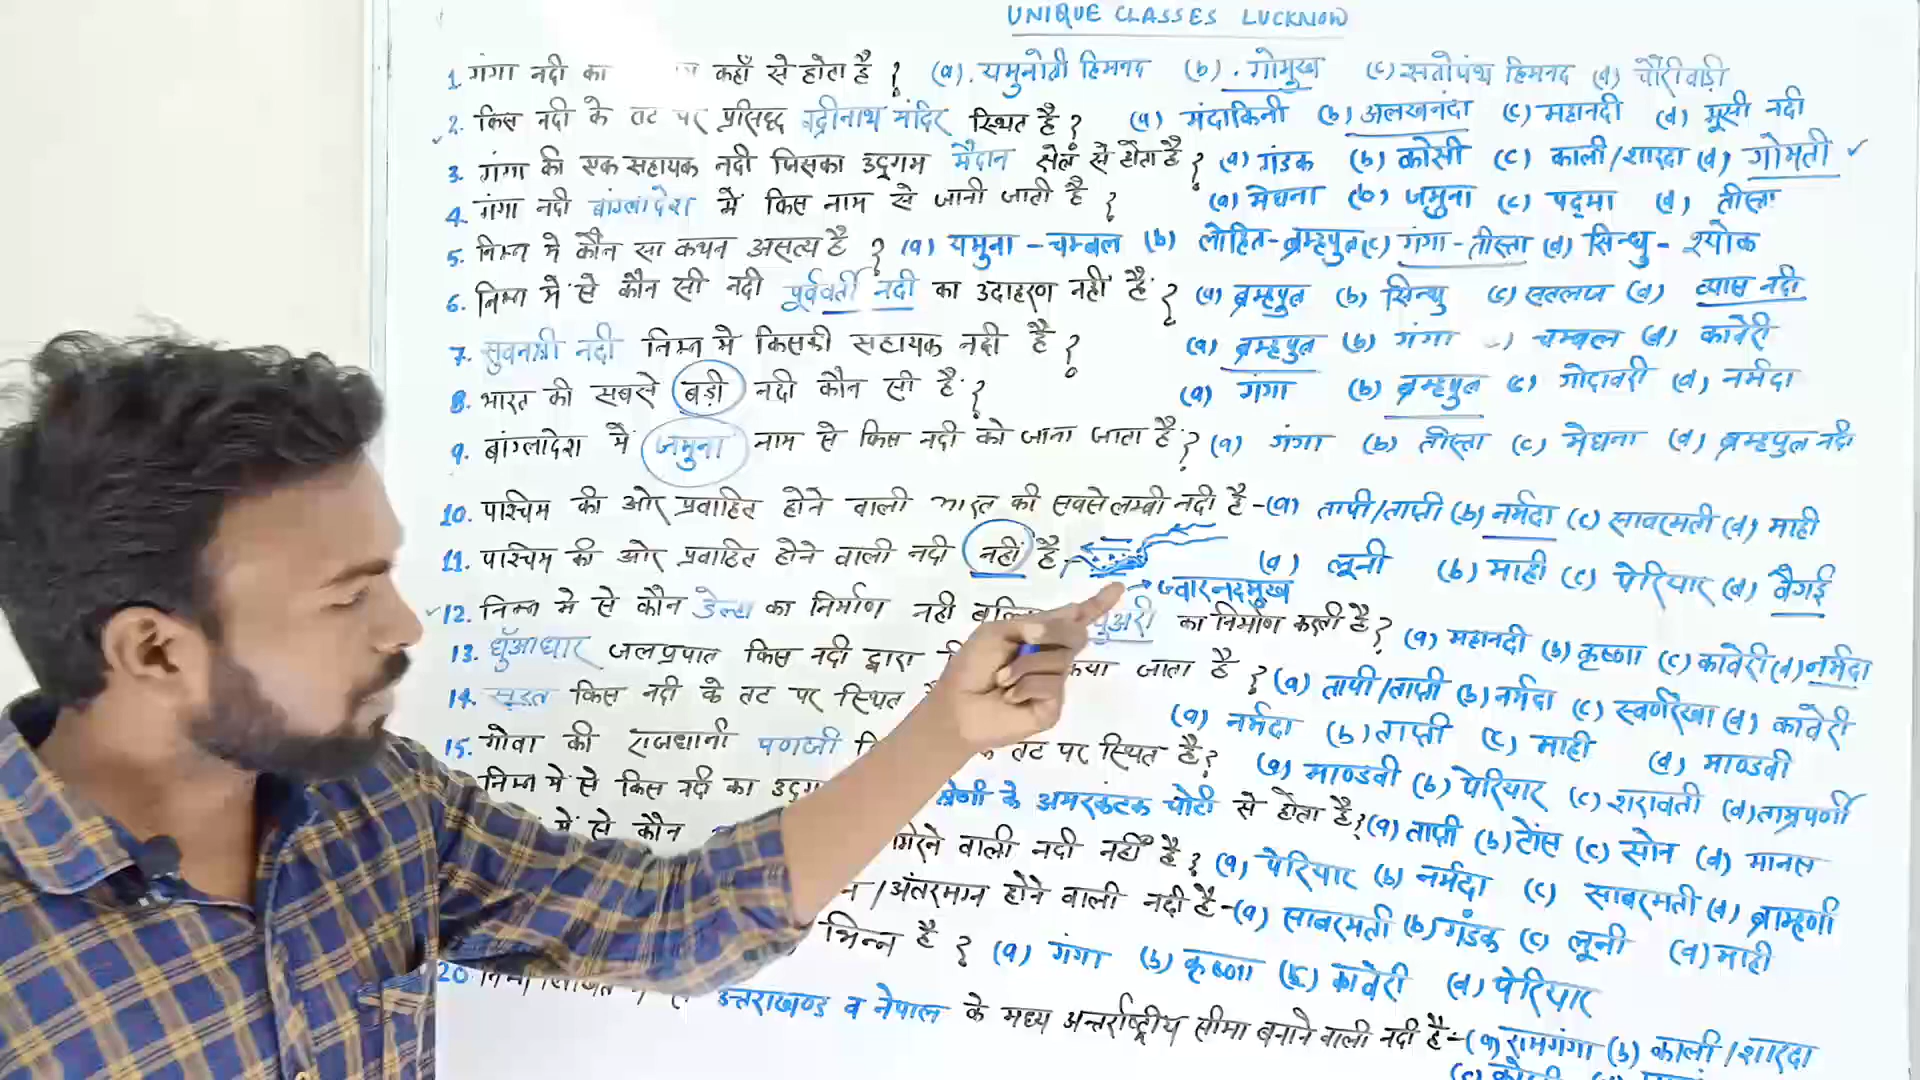 UNIQUE CLASSES LUCKNOW
1. गंगा नदी का कहाँ से होता है ? (a). यमुनोत्री हिमनद (b). गोमुख (c) सतोपंथ हिमनद (d) चौरीवाड़ी
2. किस नदी के तट पर प्रसिद्ध बद्रीनाथ मंदिर स्थित है ? (a) मंदाकिनी (b) अलखनंदा (c) महानदी (d) मूसी नदी
3. गंगा की एक सहायक नदी जिसका उद्गम मैदान से होता है ? (a) गंडक (b) कोसी (c) काली/शारदा (d) गोमती ✓
4. गंगा नदी बांग्लादेश में किस नाम से जानी जाती है ? (a) मेघना (b) जमुना (c) पद्मा (d) तीस्ता
5. निम्न मे कौन सा कथन असत्य है ? (a) यमुना - चम्बल (b) लोहित - ब्रम्हपुत्र (c) गंगा - तीस्ता (d) सिन्धु - श्योक
6. निम्न में से कौन सी नदी पूर्ववर्ती नदी का उदाहरण नहीं है ? (a) ब्रम्हपुत्र (b) सिन्धु (c) सतलज (d) व्यास नदी
7. सुवनश्री नदी निम्न मे किसकी सहायक नदी है ? (a) ब्रम्हपुत्र (b) गंगा ) चम्बल (d) कावेरी
8. भारत की सबसे बड़ी नदी कौन सी है ? (a) गंगा (b) ब्रम्हपुत्र (c) गोदावरी (d) नर्मदा
9. बांग्लादेश में जमुना नाम से किस नदी को जाना जाता है ? (a) गंगा (b) तीस्ता (c) मेघना (d) ब्रम्हपुत्र नदी
10. पश्चिम की ओर प्रवाहित होने वाली भारत की सबसे लम्बी नदी है - (a) तापी/ताप्ती (b) नर्मदा (c) साबरमती (d) माही
11. पश्चिम की ओर प्रवाहित होने वाली नदी नहीं है (a) लूनी (b) माही (c) पेरियार (d) वैगई
→ ज्वारनदमुख
12. निम्न मे से कौन डेल्टा का निर्माण नही का निर्माण करती है ? (a) महानदी (b) कृष्णा (c) कावेरी (d) नर्मदा
13. धुँआधार जलप्रपात किस नदी द्वारा किया जाता है ? (a) तापी/ताप्ती (b) नर्मदा (c) स्वर्णरेखा (d) कावेरी
14. सूरत किस नदी के तट पर स्थित (a) नर्मदा (b) ताप्ती (c) माही (d) माण्डवी
15. गोवा की राजधानी पणजी तट पर स्थित है ? (a) माण्डवी (b) पेरियार (c) शरावती (d) ताम्रपर्णी
निम्न मे से किस नदी का श्रेणी के अमरकंटक चोटी से होता है ? (a) ताप्ती (b) टोंस (c) सोन (d) मानस
में से कौन गिरने वाली नदी नहीं है ? (a) पेरियार (b) नर्मदा (c) साबरमती (d) ब्राम्हणी
/अंतरमग्न होने वाली नदी है - (a) साबरमती (b) गंडक (c) लूनी (d) माही
भिन्न है ? (a) गंगा (b) कृष्णा (c) कावेरी (d) पेरियार
20. उत्तराखण्ड व नेपाल के मध्य अन्तर्राष्ट्रीय सीमा बनाने वाली नदी है - (a) रामगंगा (b) काली/शारदा